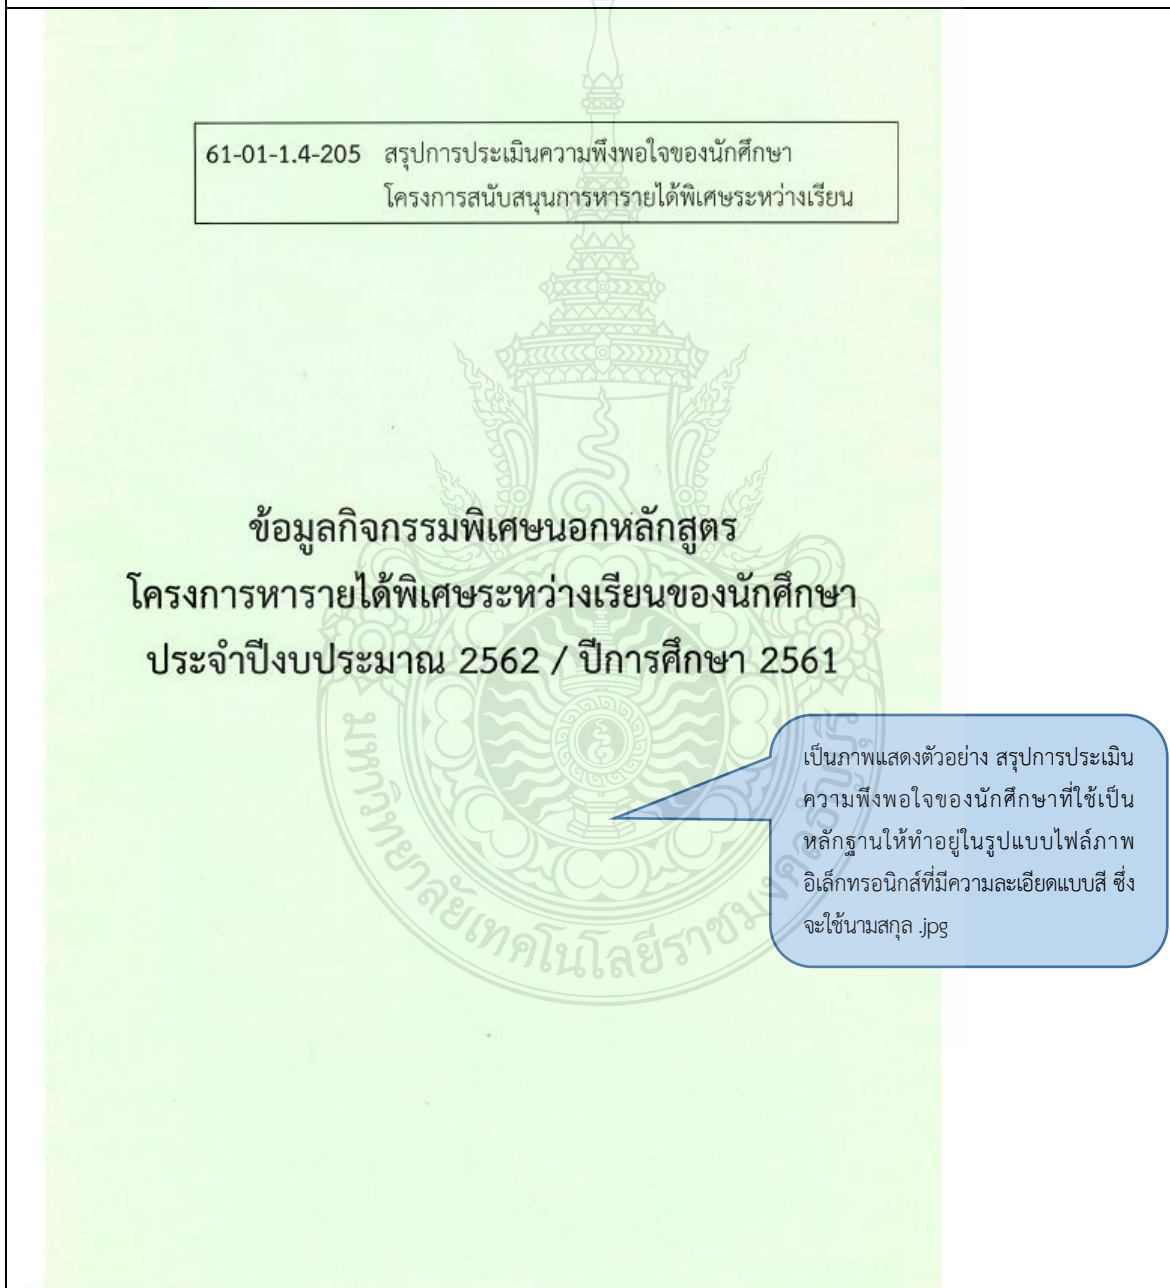 61-01-1.4-205 สรุปการประเมินความพึงพอใจของนักศึกษา
โครงการสนับสนุนการหารายได้พิเศษระหว่างเรียน
ข้อมูลกิจกรรมพิเศษนอกหลักสูตร
โครงการหารายได้พิเศษระหว่างเรียนของนักศึกษา
ประจำปีงบประมาณ 2562 / ปีการศึกษา 2561
เป็นภาพแสดงตัวอย่าง สรุปการประเมิน
ความพึงพอใจของนักศึกษาที่ใช้เป็น
หลักฐานให้ทำอยู่ในรูปแบบไฟล์ภาพ
อิเล็กทรอนิกส์ที่มีความละเอียดแบบสี ซึ่ง
จะใช้นามสกุล .jpg
มหาวิทยาลัยเทคโนโลยีราชมงคลธัญบุรี